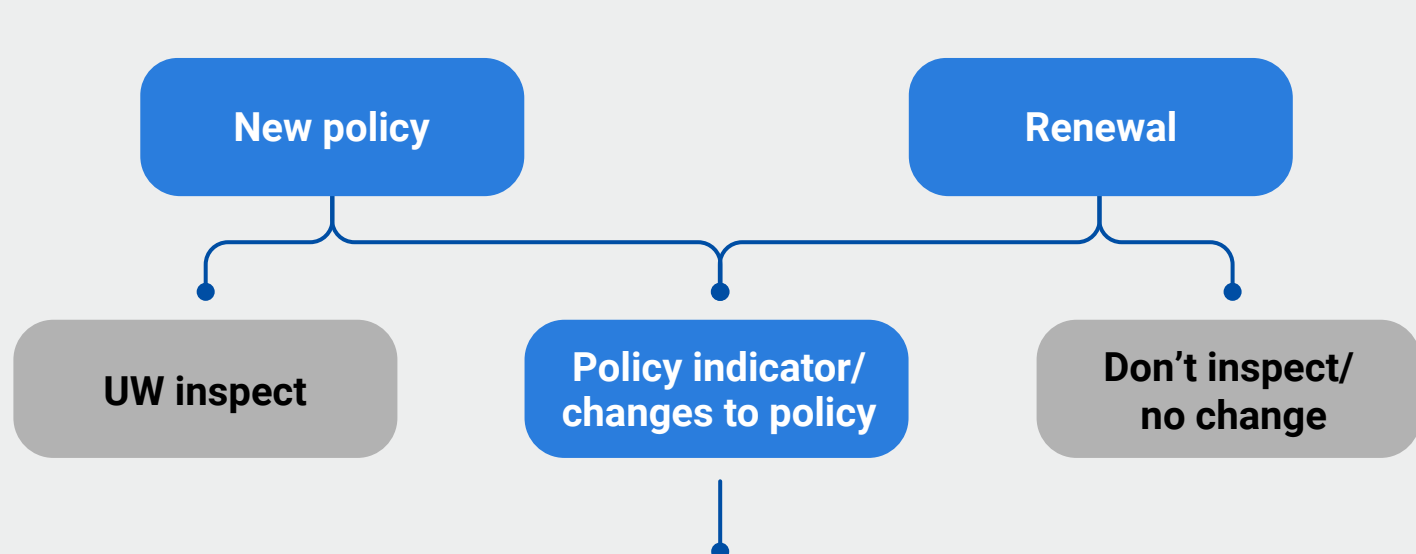 New policy
Renewal
UW inspect
Policy indicator/
changes to policy
Don’t inspect/
no change